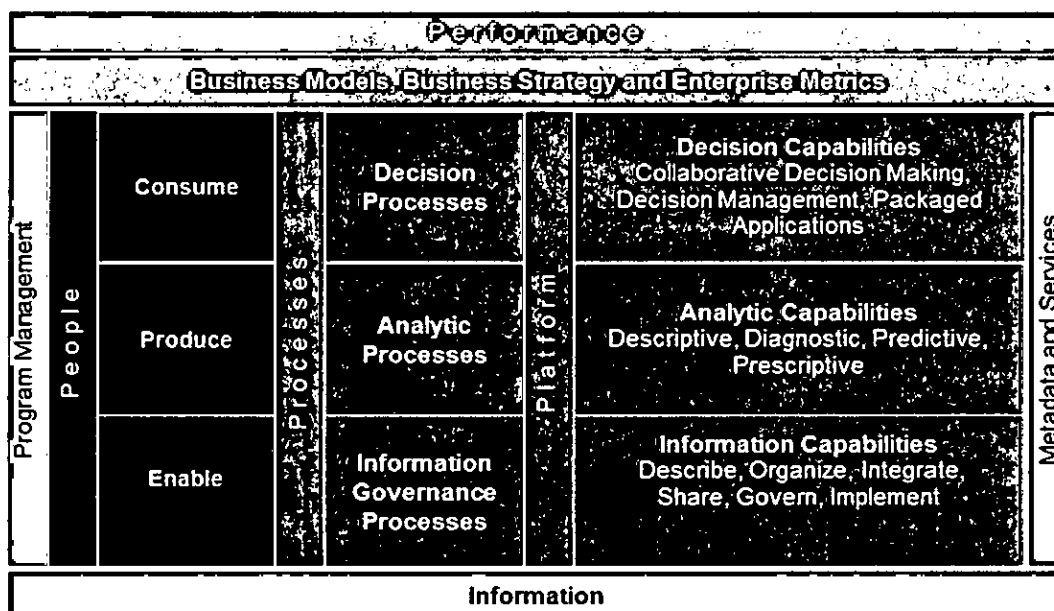 Performance
Business Models, Business Strategy and Enterprise Metrics
Program Management
People
Consume
Produce
Enable
Processes
Decision
Processes
Analytic
Processes
Information
Governance
Processes
Platform
Decision Capabilities
Collaborative Decision Making,
Decision Management, Packaged
Applications
Analytic Capabilities
Descriptive, Diagnostic, Predictive,
Prescriptive
Information Capabilities
Describe, Organize, Integrate,
Share, Govern, Implement
Metadata and Services
Information